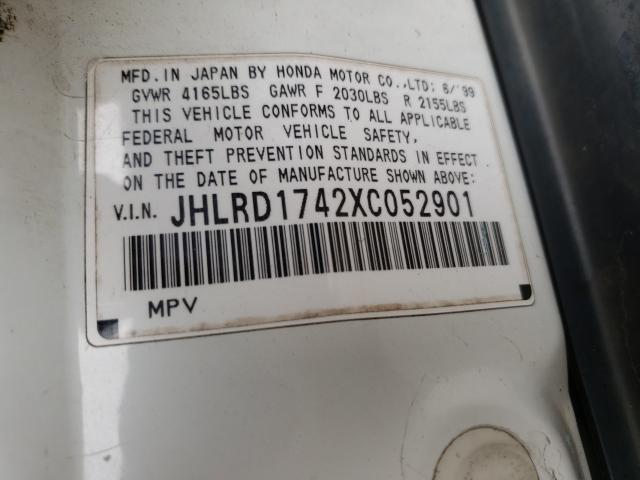 MFD. IN JAPAN BY HONDA MOTOR CO., LTD: 6/'99
GVWR 4165LBS GAWR F 2030LBS R 2155LBS
THIS VEHICLE CONFORMS TO ALL APPLICABLE
FEDERAL MOTOR VEHICLE SAFETY,
AND THEFT PREVENTION STANDARDS IN EFFECT
ON THE DATE OF MANUFACTURE SHOWN ABOVE:
V.I.N. JHLRD1742XC052901
MPV